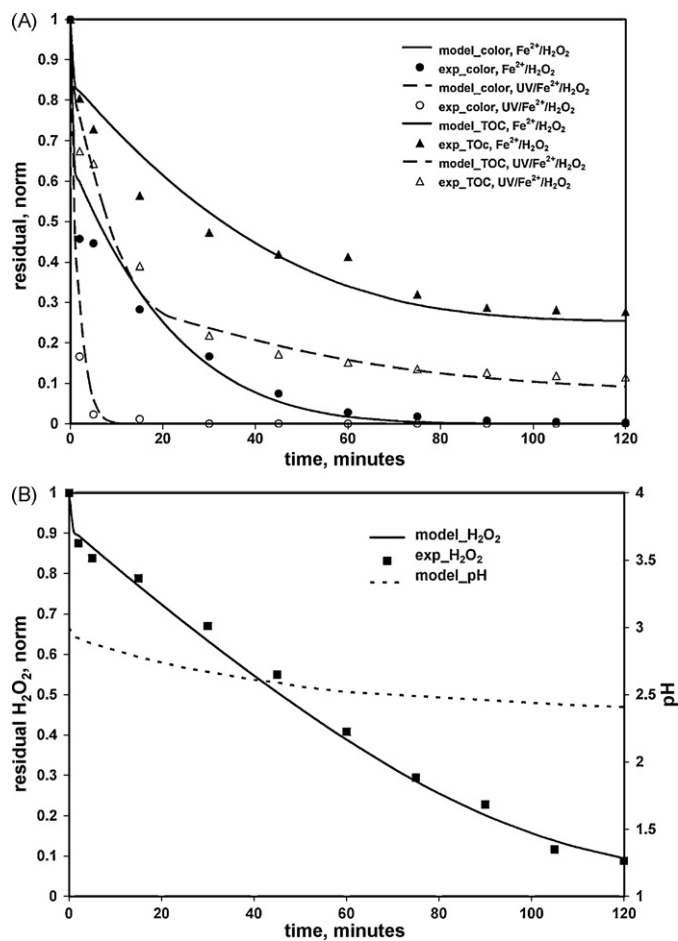 (A)
1
0.9
0.8
0.7
0.6
0.5
0.4
0.3
0.2
0.1
0
residual, norm
model_color, Fe²⁺/H₂O₂
exp_color, Fe²⁺/H₂O₂
model_color, UV/Fe²⁺/H₂O₂
exp_color, UV/Fe²⁺/H₂O₂
model_TOC, Fe²⁺/H₂O₂
exp_TOc, Fe²⁺/H₂O₂
model_TOC, UV/Fe²⁺/H₂O₂
exp_TOC, UV/Fe²⁺/H₂O₂
0 20 40 60 80 100 120
time, minutes
(B)
1
0.9
0.8
0.7
0.6
0.5
0.4
0.3
0.2
0.1
0
residual H₂O₂, norm
model_H₂O₂
exp_H₂O₂
model_pH
4
3.5
3
2.5
2
1.5
1
pH
0 20 40 60 80 100 120
time, minutes